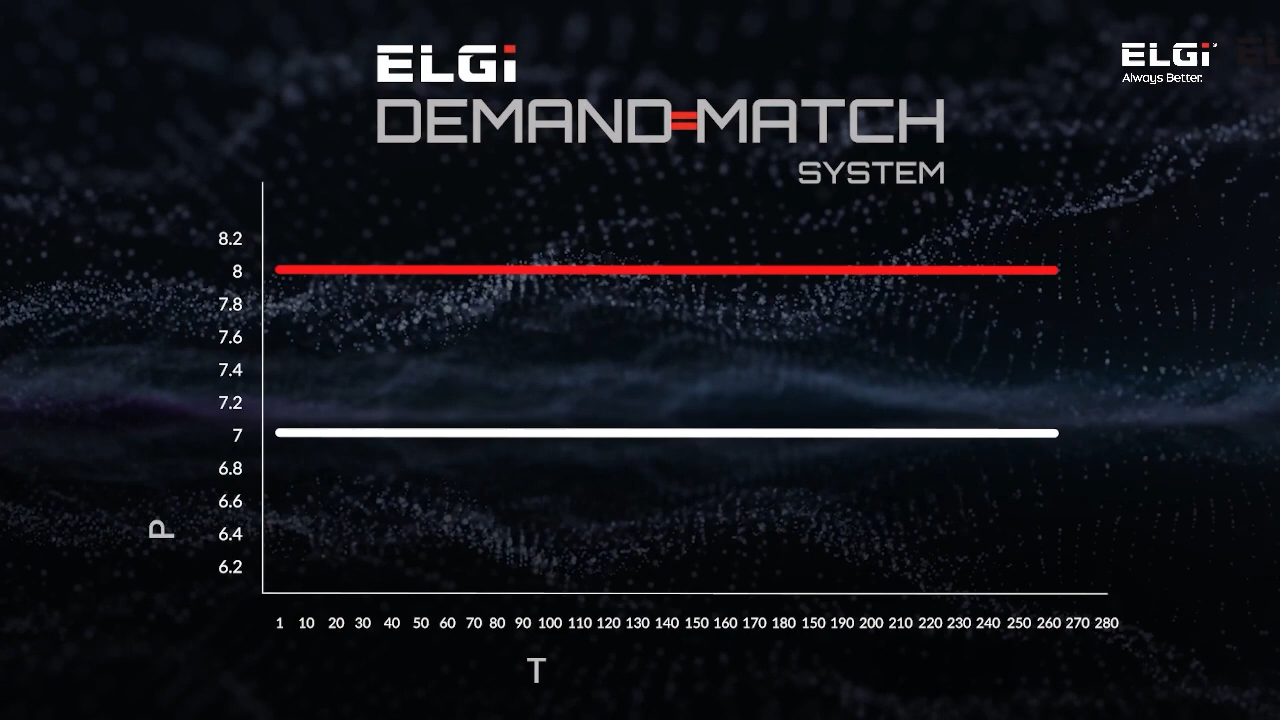 ELGi
DEMAND=MATCH
SYSTEM
ELGi
Always Better.
8.2
8
7.8
7.6
7.4
7.2
7
6.8
6.6
6.4
6.2
P
1 10 20 30 40 50 60 70 80 90 100 110 120 130 140 150 160 170 180 150 190 200 210 220 230 240 250 260 270 280
T